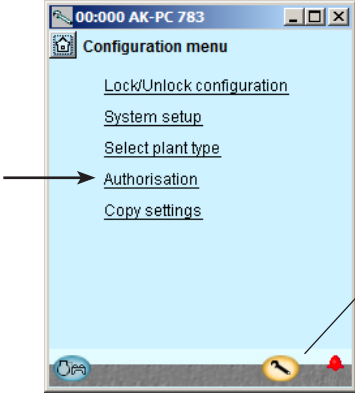 00:000 AK-PC 783
Configuration menu
Lock/Unlock configuration
System setup
Select plant type
Authorisation
Copy settings